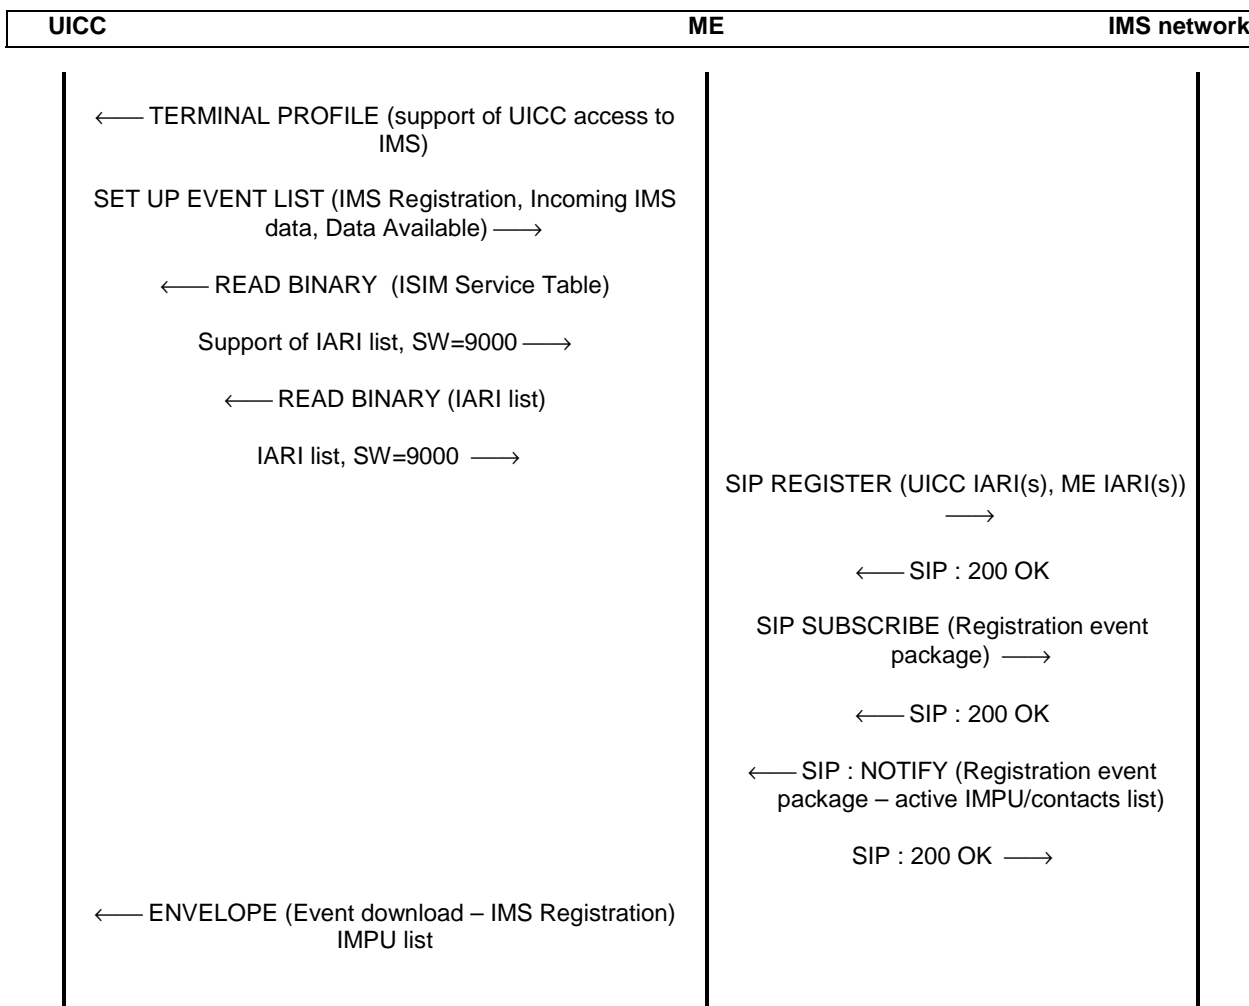 UICC ME IMS network
⟵ TERMINAL PROFILE (support of UICC access to
IMS)
SET UP EVENT LIST (IMS Registration, Incoming IMS
data, Data Available) ⟶
⟵ READ BINARY (ISIM Service Table)
Support of IARI list, SW=9000 ⟶
⟵ READ BINARY (IARI list)
IARI list, SW=9000 ⟶
SIP REGISTER (UICC IARI(s), ME IARI(s))
⟶
⟵ SIP : 200 OK
SIP SUBSCRIBE (Registration event
package) ⟶
⟵ SIP : 200 OK
⟵ SIP : NOTIFY (Registration event
package – active IMPU/contacts list)
SIP : 200 OK ⟶
⟵ ENVELOPE (Event download – IMS Registration)
IMPU list